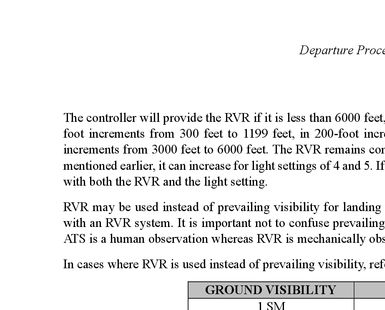 Departure Proce
The controller will provide the RVR if it is less than 6000 feet,
foot increments from 300 feet to 1199 feet, in 200-foot incre
increments from 3000 feet to 6000 feet. The RVR remains con
mentioned earlier, it can increase for light settings of 4 and 5. If
with both the RVR and the light setting.
RVR may be used instead of prevailing visibility for landing
with an RVR system. It is important not to confuse prevailing
ATS is a human observation whereas RVR is mechanically obs
In cases where RVR is used instead of prevailing visibility, refe
GROUND VISIBILITY
1 SM